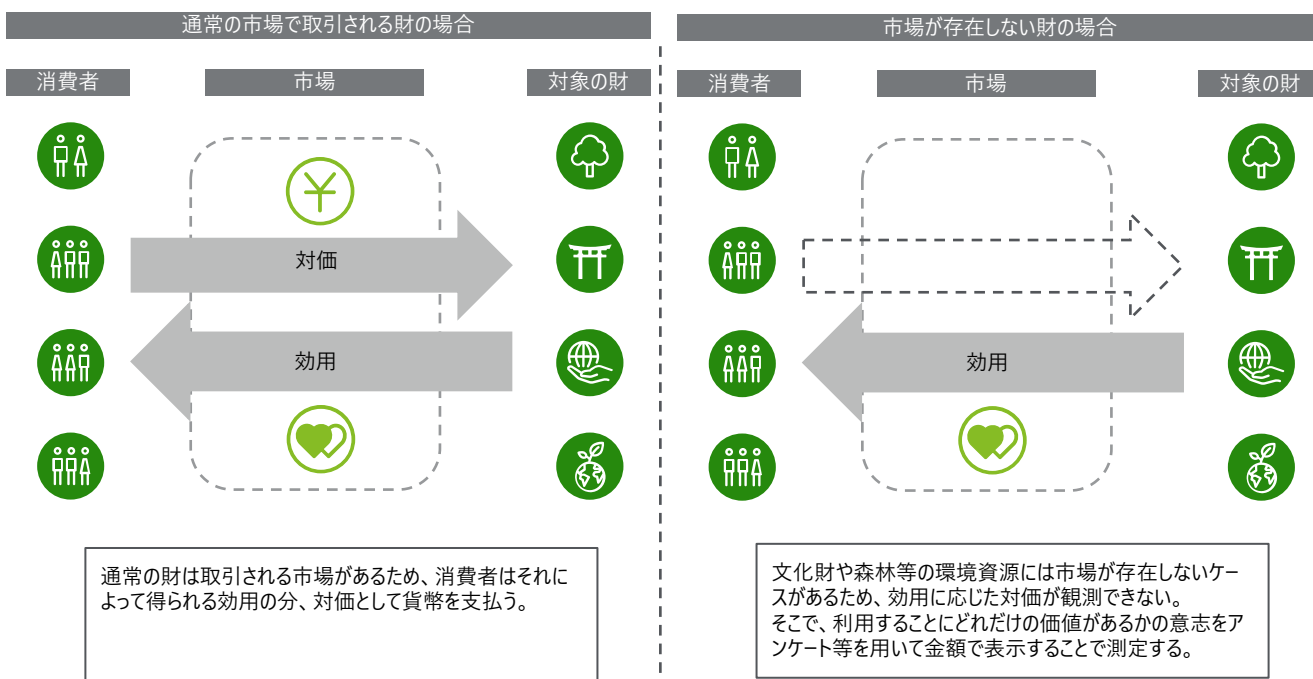 通常の市場で取引される財の場合
消費者
市場
対象の財
対価
効用
通常の財は取引される市場があるため、消費者はそれに
よって得られる効用の分、対価として貨幣を支払う。
市場が存在しない財の場合
消費者
市場
対象の財
効用
文化財や森林等の環境資源には市場が存在しないケー
スがあるため、効用に応じた対価が観測できない。
そこで、利用することにどれだけの価値があるかの意志をア
ンケート等を用いて金額で表示することで測定する。